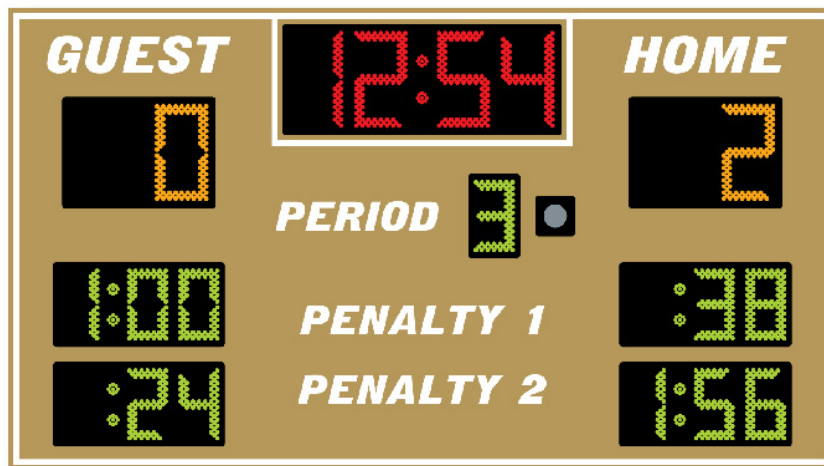 GUEST 12:54 HOME
0 2
PERIOD 3
1:00 PENALTY 1 :38
:24 PENALTY 2 1:56